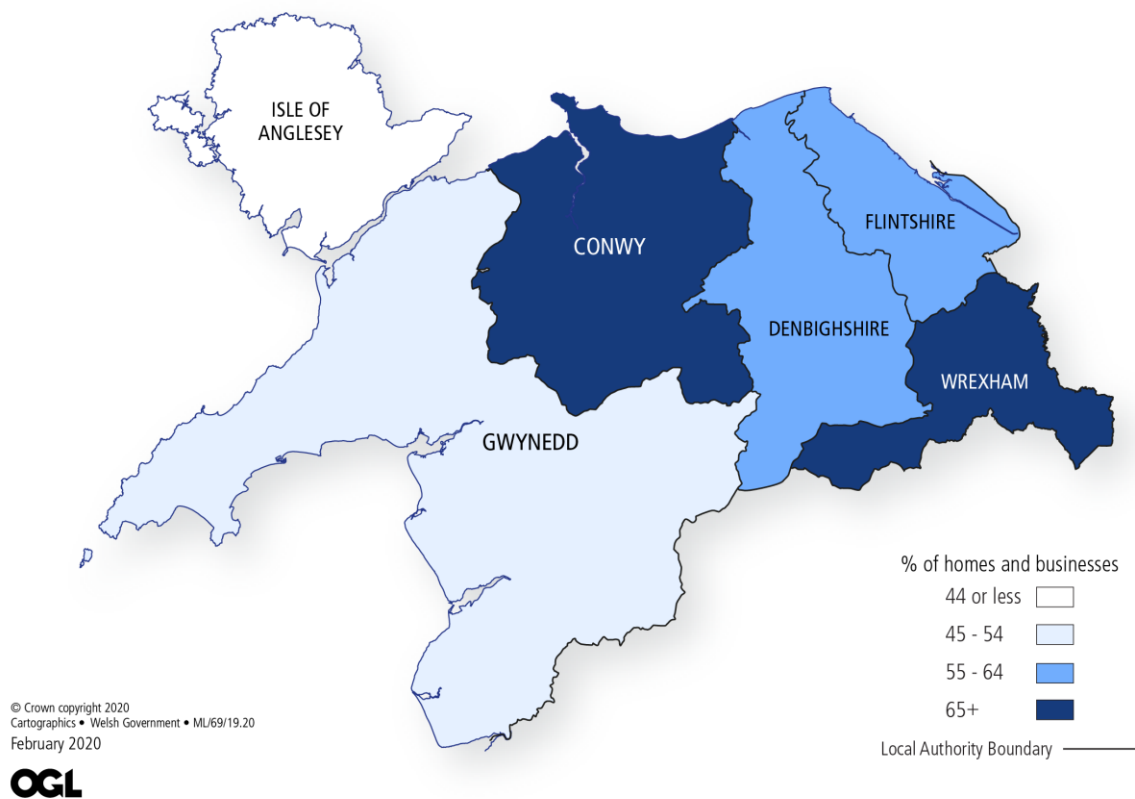 ISLE OF
ANGLESEY
CONWY
FLINTSHIRE
DENBIGHSHIRE
WREXHAM
GWYNEDD
% of homes and businesses
44 or less
45 - 54
55 - 64
65+
Local Authority Boundary
© Crown copyright 2020
Cartographics • Welsh Government • ML/69/19.20
February 2020
OGL